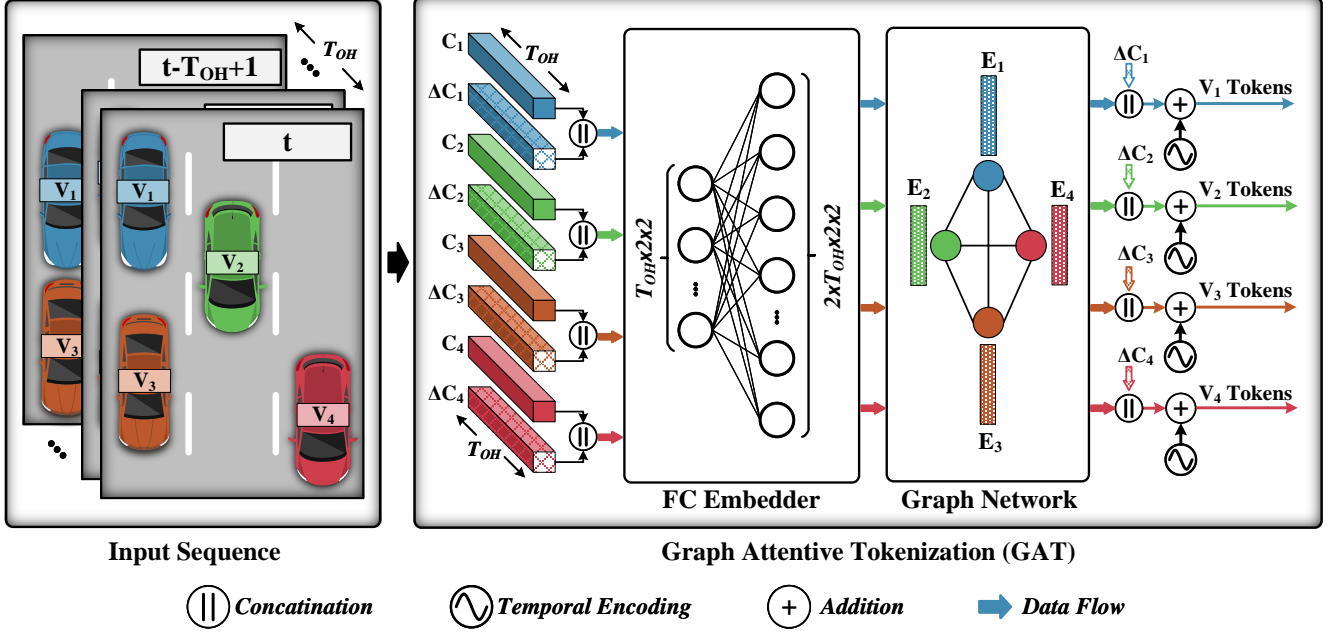 T_OH
t-T_OH+1
t
V₁
V₁
V₂
V₃
V₃
V₄
Input Sequence
C₁
T_OH
ΔC₁
C₂
ΔC₂
C₃
ΔC₃
C₄
ΔC₄
T_OH
||
||
||
||
T_OHx2x2
2xT_OHx2x2
FC Embedder
E₁
E₂
E₄
E₃
Graph Network
ΔC₁
|| + V₁ Tokens
ΔC₂
|| + V₂ Tokens
ΔC₃
|| + V₃ Tokens
ΔC₄
|| + V₄ Tokens
Graph Attentive Tokenization (GAT)
|| Concatination
Temporal Encoding
+ Addition
Data Flow